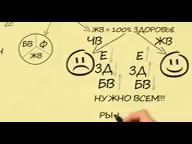 ЖВ = 100% ЗДОРОВЬЕ
ЧВ ЖВ
БВ Ф
ЖВ
Е Е
ЗД ЗД
БВ БВ
НУЖНО ВСЕМ!!!
РЫ